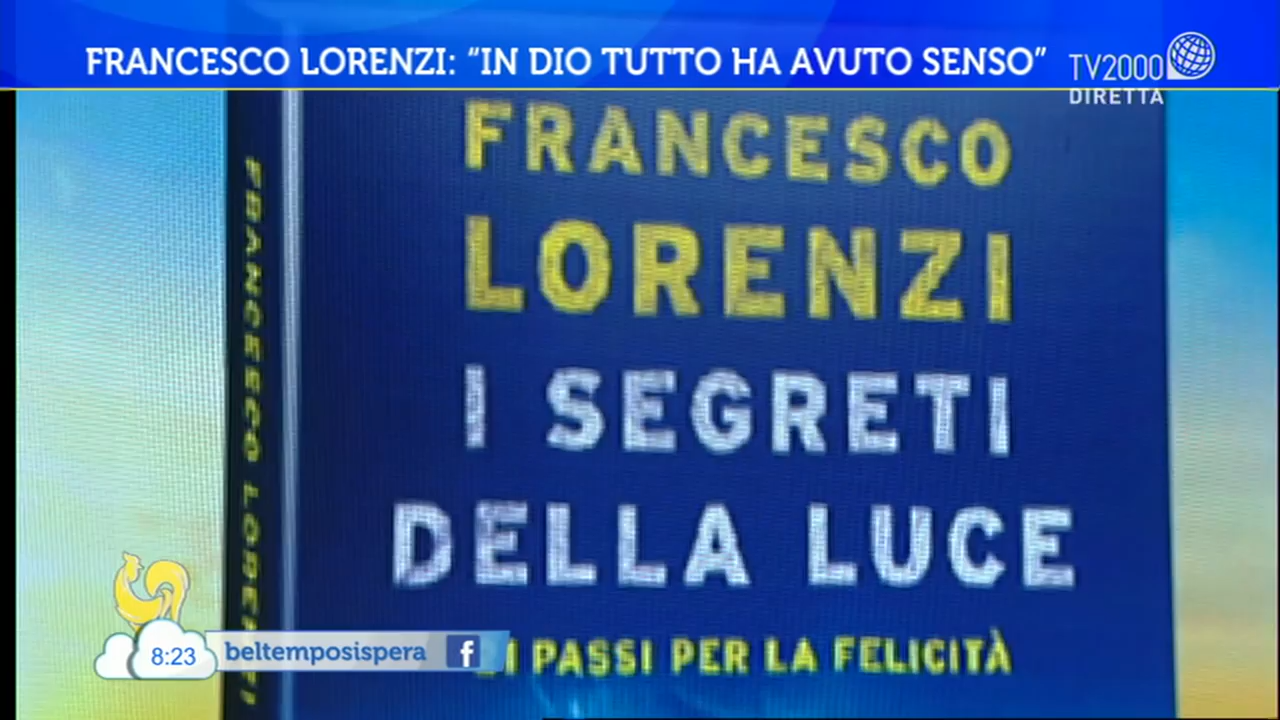 FRANCESCO LORENZI: “IN DIO TUTTO HA AVUTO SENSO”
TV2000
DIRETTA
FRANCESCO
LORENZI
I SEGRETI
DELLA LUCE
PASSI PER LA FELICITÀ
FRANCESCO LORENZI
8:23
beltemposispera
f